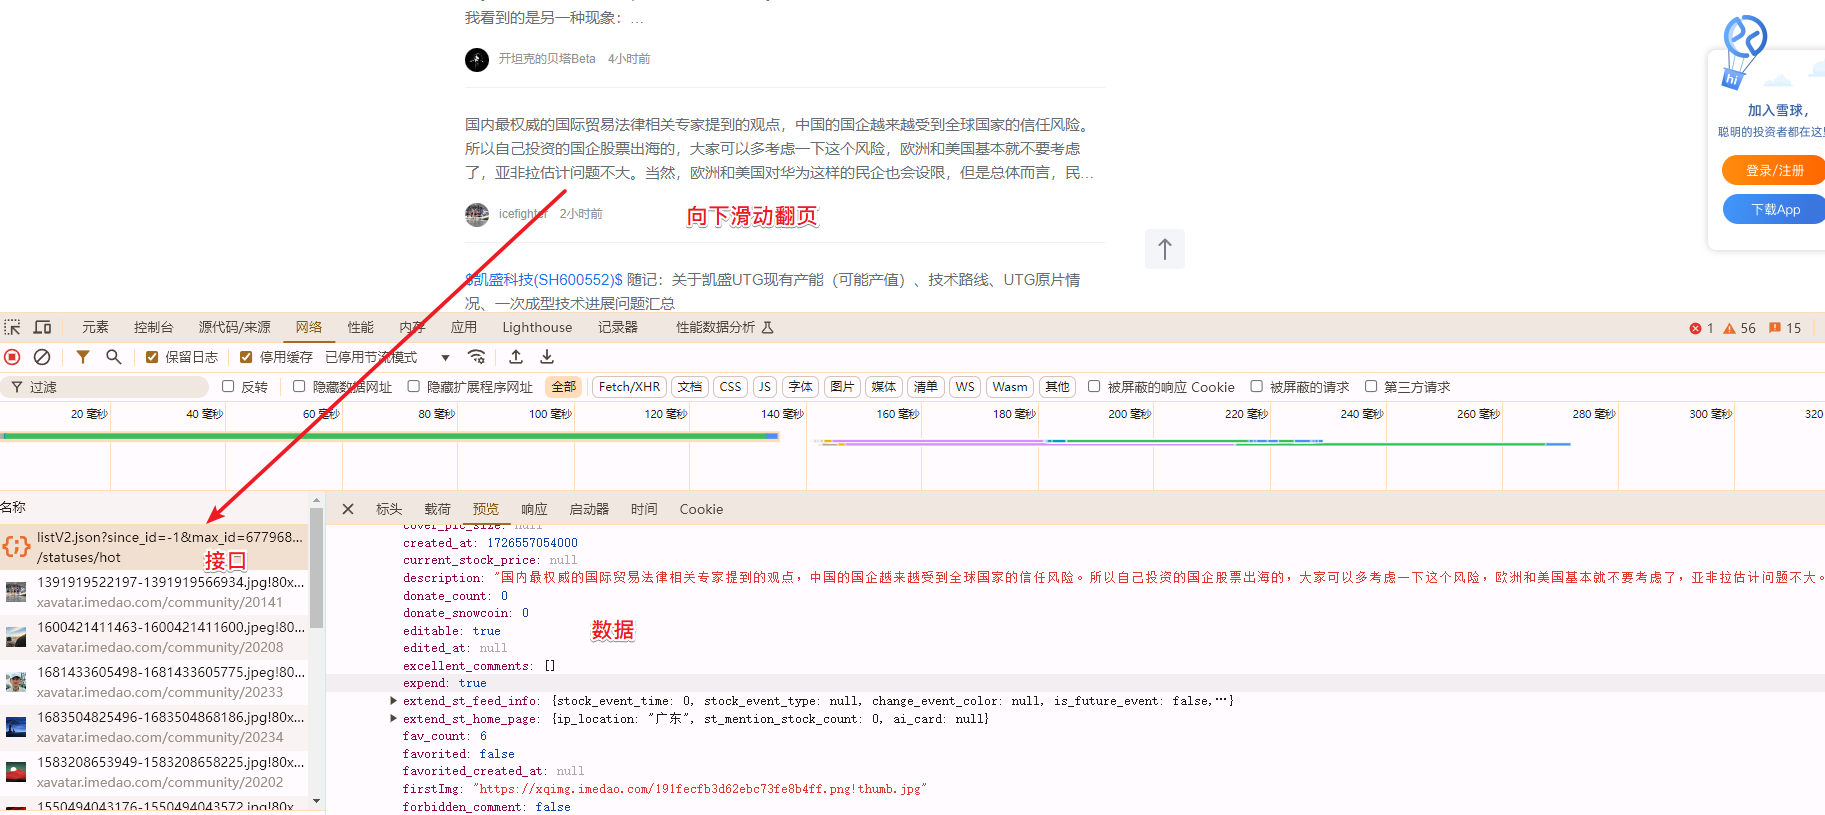 我看到的是另一种现象：...
开坦克的贝塔Beta 4小时前
国内最权威的国际贸易法律相关专家提到的观点，中国的国企越来越受到全球国家的信任风险。
所以自己投资的国企股票出海的，大家可以多考虑一下这个风险，欧洲和美国基本就不要考虑
了，亚非拉估计问题不大。当然，欧洲和美国对华为这样的民企也会设限，但是总体而言，民...
icefighter 2小时前
向下滑动翻页
$凯盛科技(SH600552)$ 随记：关于凯盛UTG现有产能（可能产值）、技术路线、UTG原片情
况、一次成型技术进展问题汇总
hi
加入雪球，
聪明的投资者都在这里
登录/注册
下载App
元素 控制台 源代码/来源 网络 性能 内存 应用 Lighthouse 记录器 性能数据分析 1 56 15
保留日志 停用缓存 已停用节流模式
过滤 反转 隐藏数据网址 隐藏扩展程序网址 全部 Fetch/XHR 文档 CSS JS 字体 图片 媒体 清单 WS Wasm 其他 被屏蔽的响应 Cookie 被屏蔽的请求 第三方请求
20 毫秒 40 毫秒 60 毫秒 80 毫秒 100 毫秒 120 毫秒 140 毫秒 160 毫秒 180 毫秒 200 毫秒 220 毫秒 240 毫秒 260 毫秒 280 毫秒 300 毫秒 320
名称
listV2.json?since_id=-1&max_id=677968...
/statuses/hot
接口
1391919522197-1391919566934.jpg!80x...
xavatar.imedao.com/community/20141
1600421411463-1600421411600.jpeg!80...
xavatar.imedao.com/community/20208
1681433605498-1681433605775.jpeg!80...
xavatar.imedao.com/community/20233
1683504825496-1683504868186.jpg!80x...
xavatar.imedao.com/community/20234
1583208653949-1583208658225.jpg!80x...
xavatar.imedao.com/community/20202
1550494043176-1550494043572.jpg!80x...
标头 载荷 预览 响应 启动器 时间 Cookie
cover_pic_size: null
created_at: 1726557054000
current_stock_price: null
description: "国内最权威的国际贸易法律相关专家提到的观点，中国的国企越来越受到全球国家的信任风险。所以自己投资的国企股票出海的，大家可以多考虑一下这个风险，欧洲和美国基本就不要考虑了，亚非拉估计问题不大。
donate_count: 0
donate_snowcoin: 0
editable: true
数据
edited_at: null
excellent_comments: []
expend: true
extend_st_feed_info: {stock_event_time: 0, stock_event_type: null, change_event_color: null, is_future_event: false,…}
extend_st_home_page: {ip_location: "广东", st_mention_stock_count: 0, ai_card: null}
fav_count: 6
favorited: false
favorited_created_at: null
firstImg: "https://xqimg.imedao.com/191fecfb3d62ebc73fe8b4ff.png!thumb.jpg"
forbidden_comment: false